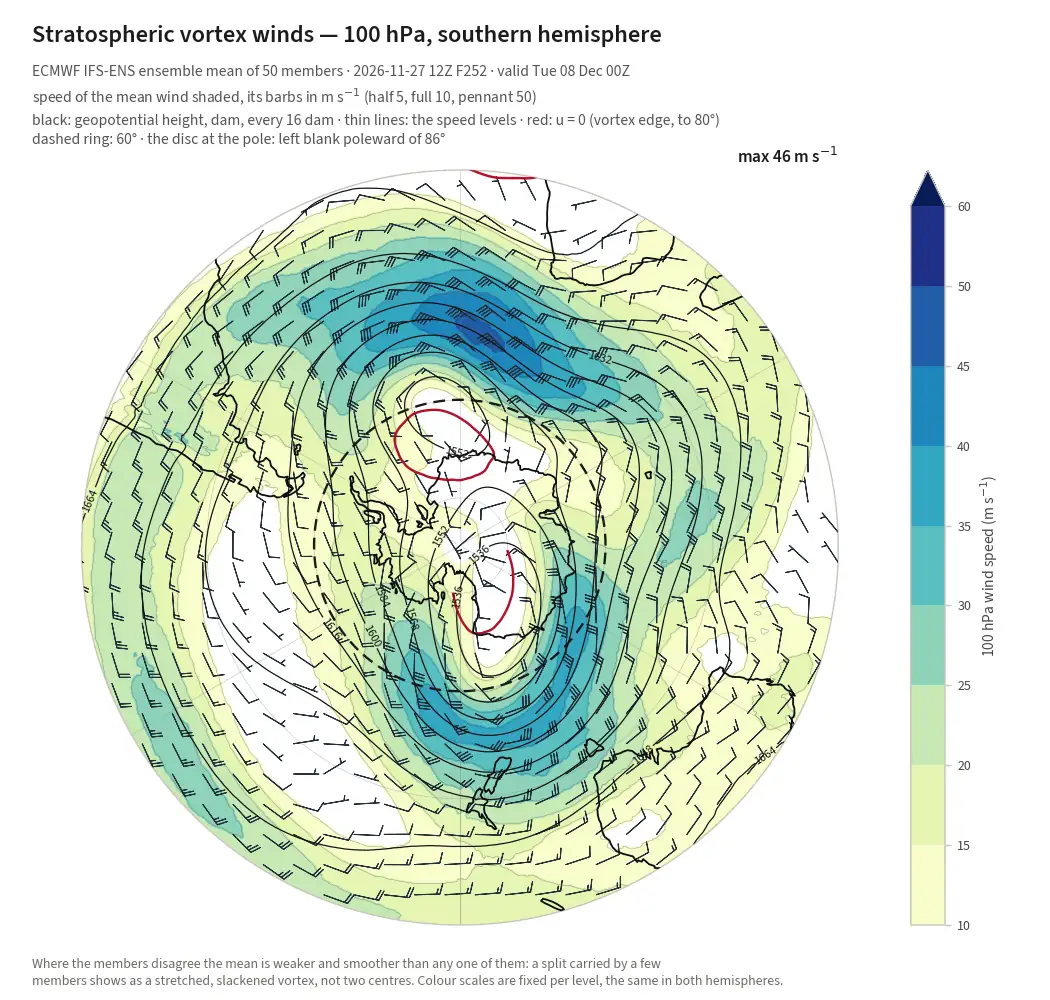 Stratospheric vortex winds — 100 hPa, southern hemisphere
ECMWF IFS-ENS ensemble mean of 50 members · 2026-11-27 12Z F252 · valid Tue 08 Dec 00Z
speed of the mean wind shaded, its barbs in m s⁻¹ (half 5, full 10, pennant 50)
black: geopotential height, dam, every 16 dam · thin lines: the speed levels · red: u = 0 (vortex edge, to 80°)
dashed ring: 60° · the disc at the pole: left blank poleward of 86°
max 46 m s⁻¹
60
50
45
40
35
30
25
20
15
10
100 hPa wind speed (m s⁻¹)
1632
1552
1664
1552
1536
1536
1584
1568
1616
1600
1648
1664
Where the members disagree the mean is weaker and smoother than any one of them: a split carried by a few
members shows as a stretched, slackened vortex, not two centres. Colour scales are fixed per level, the same in both hemispheres.